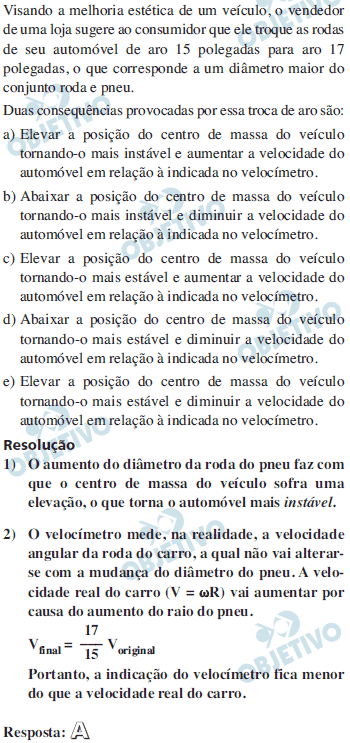 Visando a melhoria estética de um veículo, o vendedor
de uma loja sugere ao consumidor que ele troque as rodas
de seu automóvel de aro 15 polegadas para aro 17
polegadas, o que corresponde a um diâmetro maior do
conjunto roda e pneu.
Duas consequências provocadas por essa troca de aro são:
a) Elevar a posição do centro de massa do veículo
tornando-o mais instável e aumentar a velocidade do
automóvel em relação à indicada no velocímetro.
b) Abaixar a posição do centro de massa do veículo
tornando-o mais instável e diminuir a velocidade do
automóvel em relação à indicada no velocímetro.
c) Elevar a posição do centro de massa do veículo
tornando-o mais estável e aumentar a velocidade do
automóvel em relação à indicada no velocímetro.
d) Abaixar a posição do centro de massa do veículo
tornando-o mais estável e diminuir a velocidade do
automóvel em relação à indicada no velocímetro.
e) Elevar a posição do centro de massa do veículo
tornando-o mais estável e diminuir a velocidade do
automóvel em relação à indicada no velocímetro.
Resolução
1) O aumento do diâmetro da roda do pneu faz com
que o centro de massa do veículo sofra uma
elevação, o que torna o automóvel mais instável.
2) O velocímetro mede, na realidade, a velocidade
angular da roda do carro, a qual não vai alterar-
se com a mudança do diâmetro do pneu. A velo-
cidade real do carro (V = ωR) vai aumentar por
causa do aumento do raio do pneu.
V final = 17/15 V original
Portanto, a indicação do velocímetro fica menor
do que a velocidade real do carro.
Resposta: A
OBJETIVO
OBJETIVO
OBJETIVO
OBJETIVO
OBJETIVO
OBJETIVO
OBJETIVO